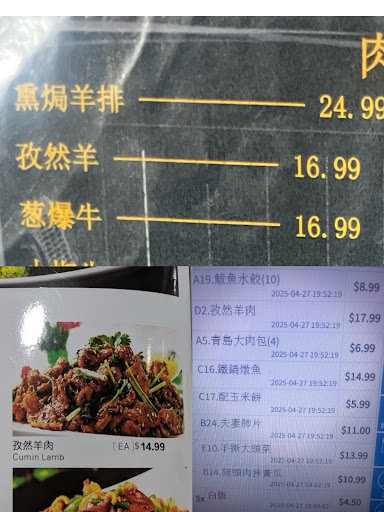 肉
熏焗羊排 24.99
孜然羊 16.99
葱爆牛 16.99
孜然羊肉 [EA]$14.99
Cumin Lamb
A19.鮁魚水餃(10) $8.99
2025-04-27 19:52:19
D2.孜然羊肉 $17.99
2025-04-27 19:52:19
A5.青島大肉包(4) $6.99
2025-04-27 19:52:19
C16.鐵鍋燉魚 $14.99
2025-04-27 19:52:19
C17.配玉米餅 $5.99
2025-04-27 19:52:19
B24.夫妻肺片 $11.00
2025-04-27 19:52:19
E10.手撕大頭菜 $13.99
2025-04-27 19:52:19
B14.豬頭肉拌黃瓜 $10.99
2025-04-27 19:52:19
3x 白饭 $4.50